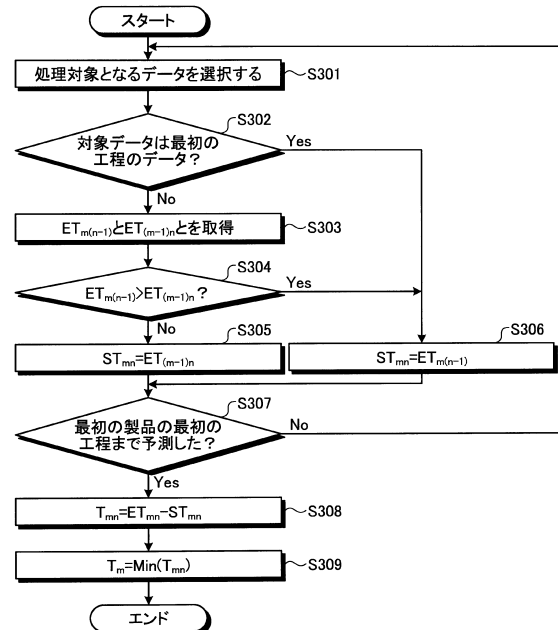 スタート
処理対象となるデータを選択する
S301
S302
対象データは最初の
工程のデータ?
Yes
No
ETm(n-1)とET(m-1)nとを取得
S303
S304
ETm(n-1)>ET(m-1)n?
Yes
No
S305
STmn=ET(m-1)n
S306
STmn=ETm(n-1)
S307
最初の製品の最初の
工程まで予測した?
No
Yes
Tmn=ETmn-STmn
S308
Tm=Min(Tmn)
S309
エンド